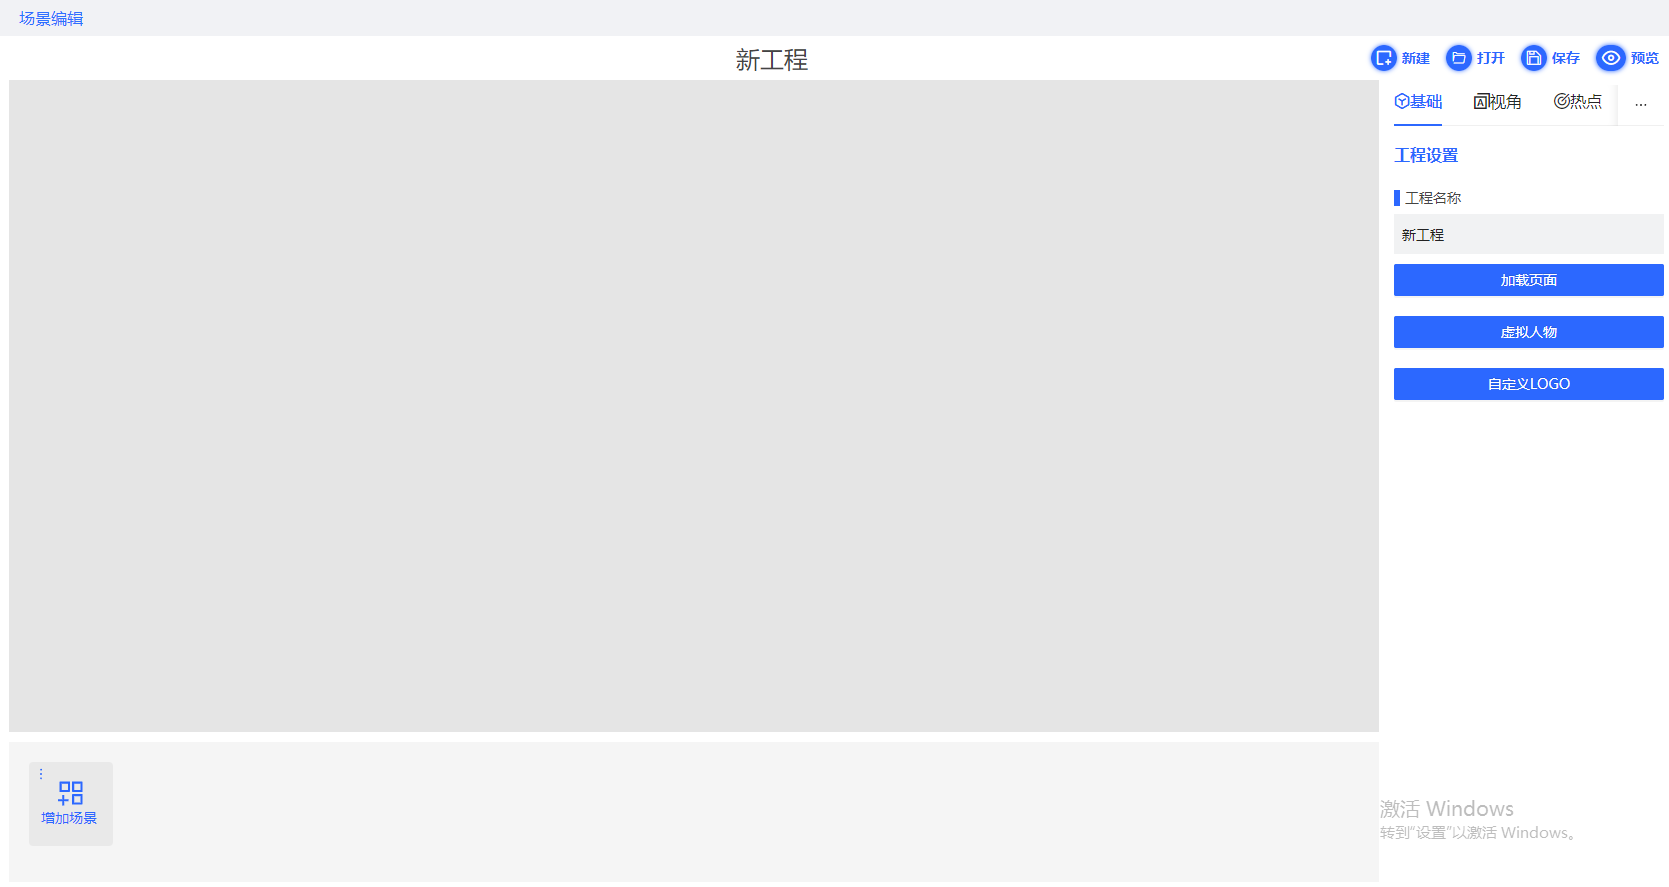 场景编辑
新工程
新建 打开 保存 预览
基础 视角 热点 ...
工程设置
工程名称
新工程
加载页面
虚拟人物
自定义LOGO
增加场景
激活 Windows
转到“设置”以激活 Windows。